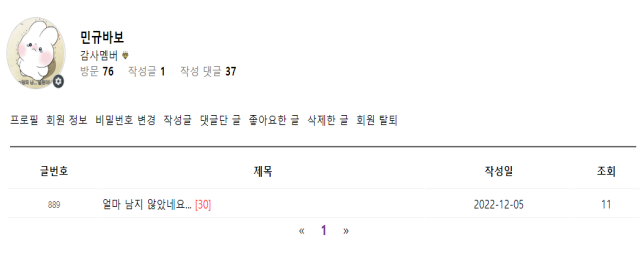 민규바보
감사멤버
방문 76 작성글 1 작성 댓글 37
프로필 회원 정보 비밀번호 변경 작성글 댓글단 글 좋아요한 글 삭제한 글 회원 탈퇴
글번호 제목 작성일 조회
889 얼마 남지 않았네요... [30] 2022-12-05 11
« 1 »